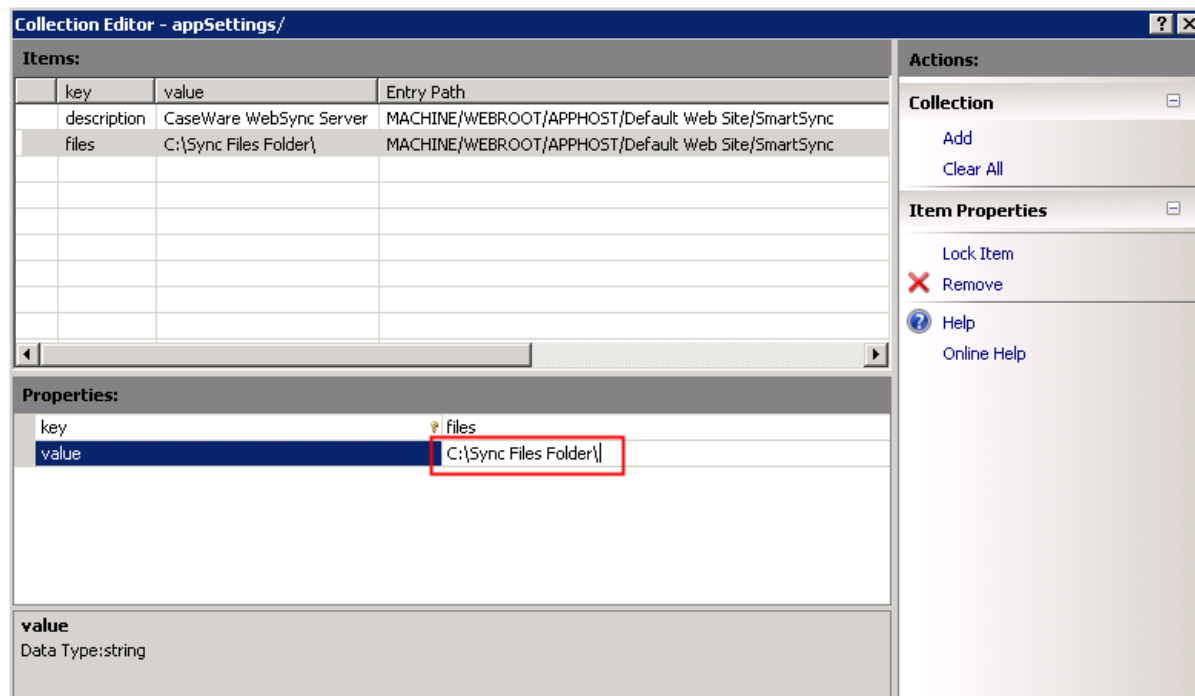 Collection Editor - appSettings/
Items:
key value Entry Path
description CaseWare WebSync Server MACHINE/WEBROOT/APPHOST/Default Web Site/SmartSync
files C:\Sync Files Folder\ MACHINE/WEBROOT/APPHOST/Default Web Site/SmartSync
Properties:
key files
value C:\Sync Files Folder\
value
Data Type:string
Actions:
Collection
Add
Clear All
Item Properties
Lock Item
Remove
Help
Online Help